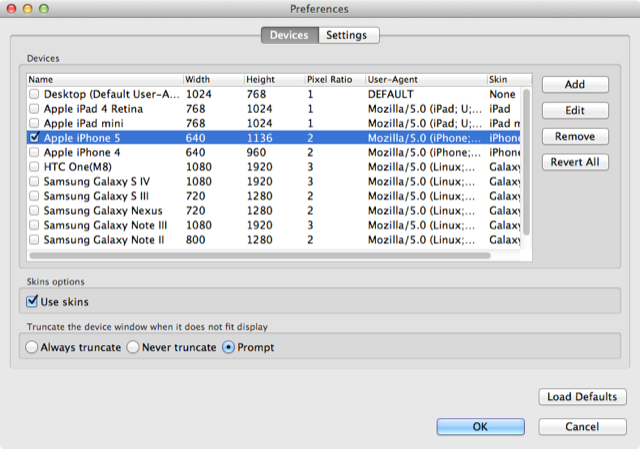 Preferences
Devices Settings
Devices
Name Width Height Pixel Ratio User-Agent Skin
Desktop (Default User-A... 1024 768 1 DEFAULT None
Apple iPad 4 Retina 768 1024 1 Mozilla/5.0 (iPad; U;... iPad
Apple iPad mini 768 1024 1 Mozilla/5.0 (iPad; U;... iPad m
Apple iPhone 5 640 1136 2 Mozilla/5.0 (iPhone;... iPhone
Apple iPhone 4 640 960 2 Mozilla/5.0 (iPhone;... iPhone
HTC One(M8) 1080 1920 3 Mozilla/5.0 (Linux;... Galaxy
Samsung Galaxy S IV 1080 1920 3 Mozilla/5.0 (Linux;... Galaxy
Samsung Galaxy S III 720 1280 2 Mozilla/5.0 (Linux;... Galaxy
Samsung Galaxy Nexus 720 1280 2 Mozilla/5.0 (Linux;... Galaxy
Samsung Galaxy Note III 1080 1920 3 Mozilla/5.0 (Linux;... Galaxy
Samsung Galaxy Note II 800 1280 2 Mozilla/5.0 (Linux;... Galaxy
Add
Edit
Remove
Revert All
Skins options
Use skins
Truncate the device window when it does not fit display
Always truncate Never truncate Prompt
Load Defaults
OK Cancel